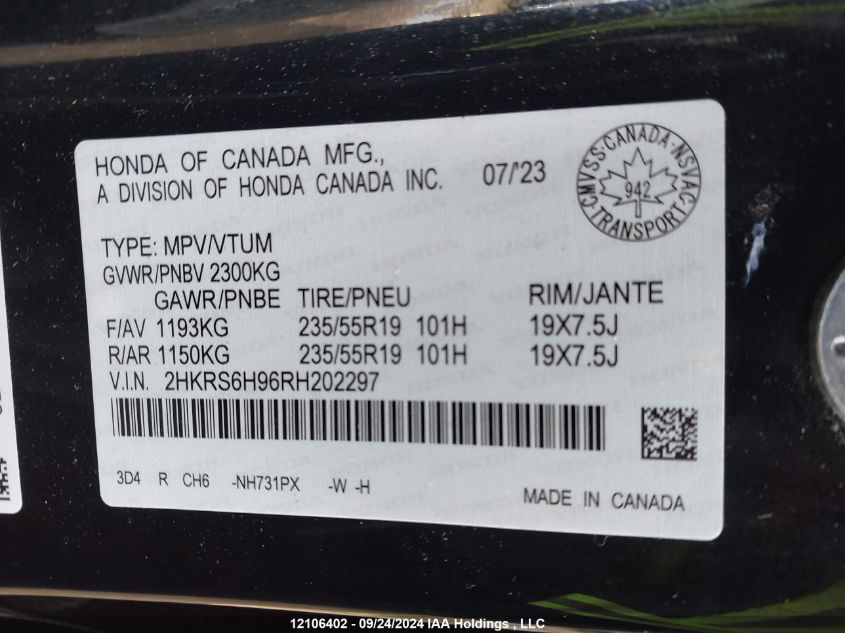 HONDA OF CANADA MFG.,
A DIVISION OF HONDA CANADA INC. 07/'23
CMVSS·CANADA·NSVAC
942
TRANSPORT
TYPE: MPV/VTUM
GVWR/PNBV 2300KG
GAWR/PNBE TIRE/PNEU RIM/JANTE
F/AV 1193KG 235/55R19 101H 19X7.5J
R/AR 1150KG 235/55R19 101H 19X7.5J
V.I.N. 2HKRS6H96RH202297
3D4 R CH6 -NH731PX -W -H
MADE IN CANADA
12106402 - 09/24/2024 IAA Holdings , LLC